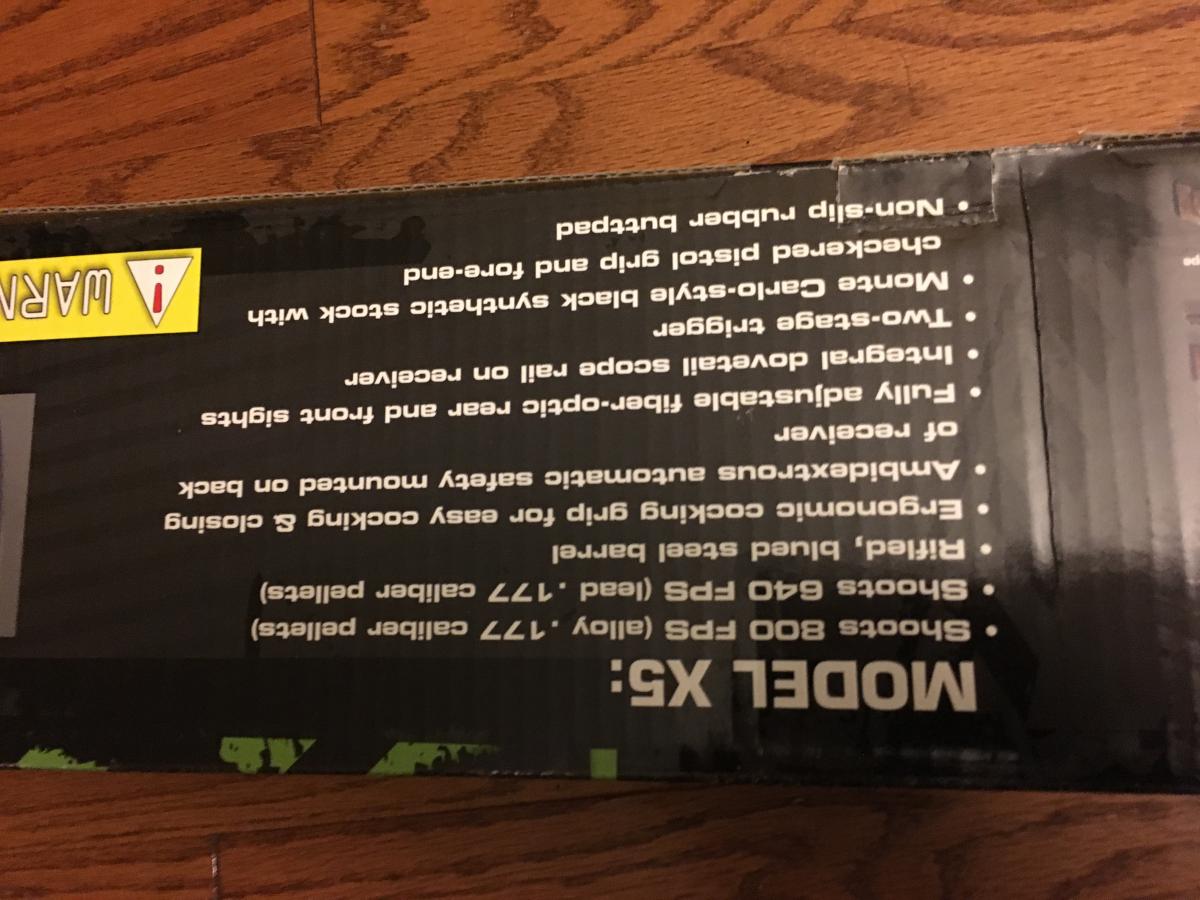 MODEL X5:
• Shoots 800 FPS (alloy .177 caliber pellets)
• Shoots 640 FPS (lead .177 caliber pellets)
• Rifled, blued steel barrel
• Ergonomic cocking grip for easy cocking & closing
• Ambidextrous automatic safety mounted on back
of receiver
• Fully adjustable fiber-optic rear and front sights
• Integral dovetail scope rail on receiver
• Two-stage trigger
• Monte Carlo-style black synthetic stock with
checkered pistol grip and fore-end
• Non-slip rubber buttpad
WARN